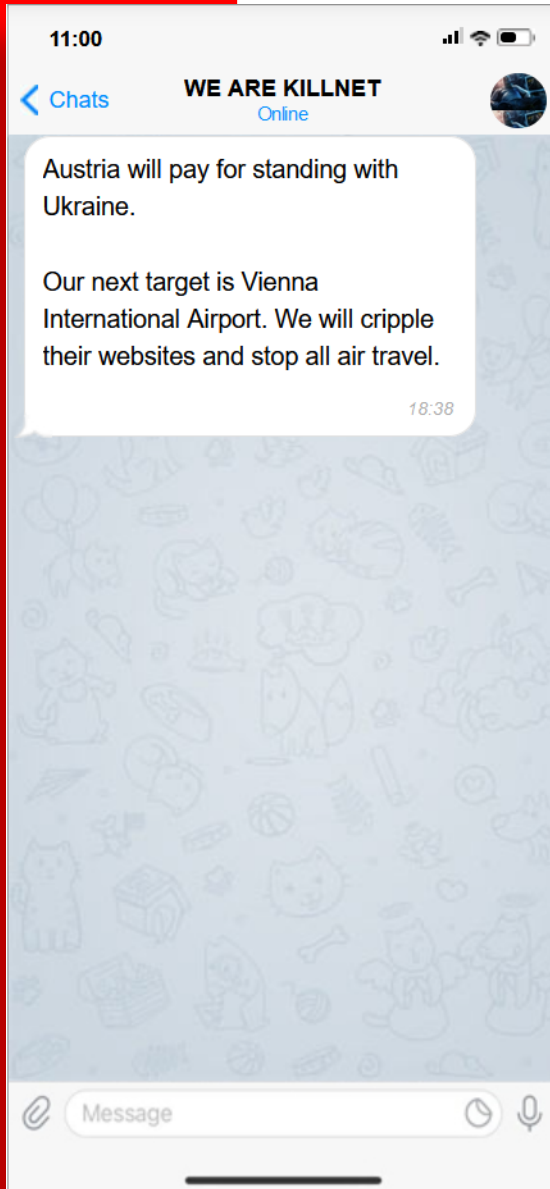 11:00
Chats
WE ARE KILLNET
Online
Austria will pay for standing with
Ukraine.
Our next target is Vienna
International Airport. We will cripple
their websites and stop all air travel.
18:38
Message